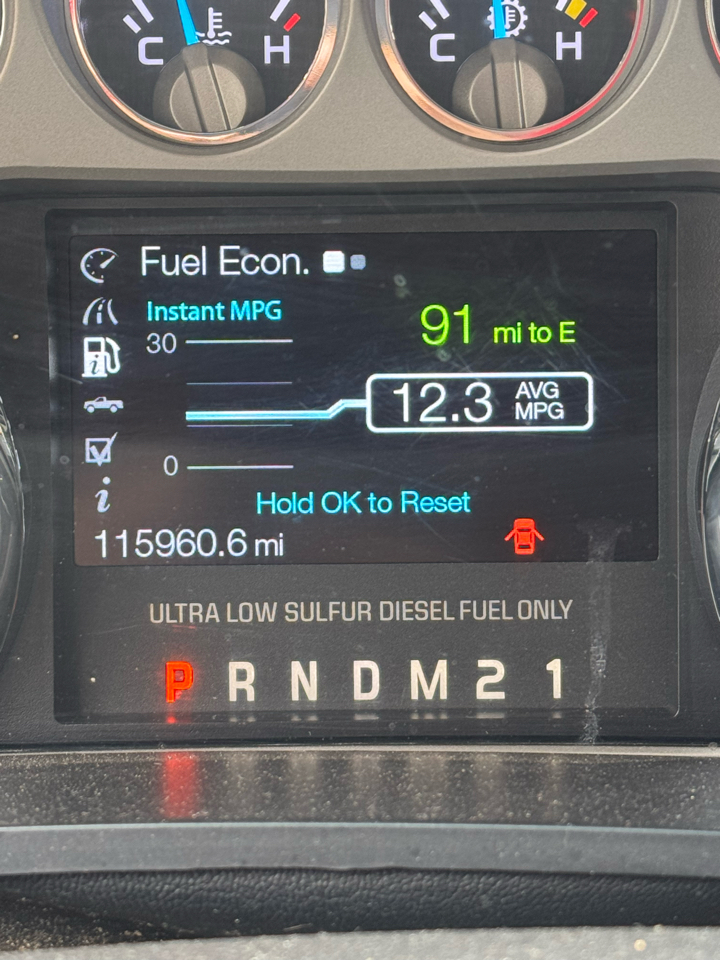 C H C H
Fuel Econ.
Instant MPG
30
91 mi to E
12.3 AVG MPG
0
i
Hold OK to Reset
115960.6 mi
ULTRA LOW SULFUR DIESEL FUEL ONLY
P R N D M 2 1